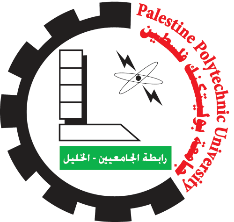 Palestine Polytechnic University
جامعة بوليتكنك فلسطين
رابطة الجامعيين - الخليل